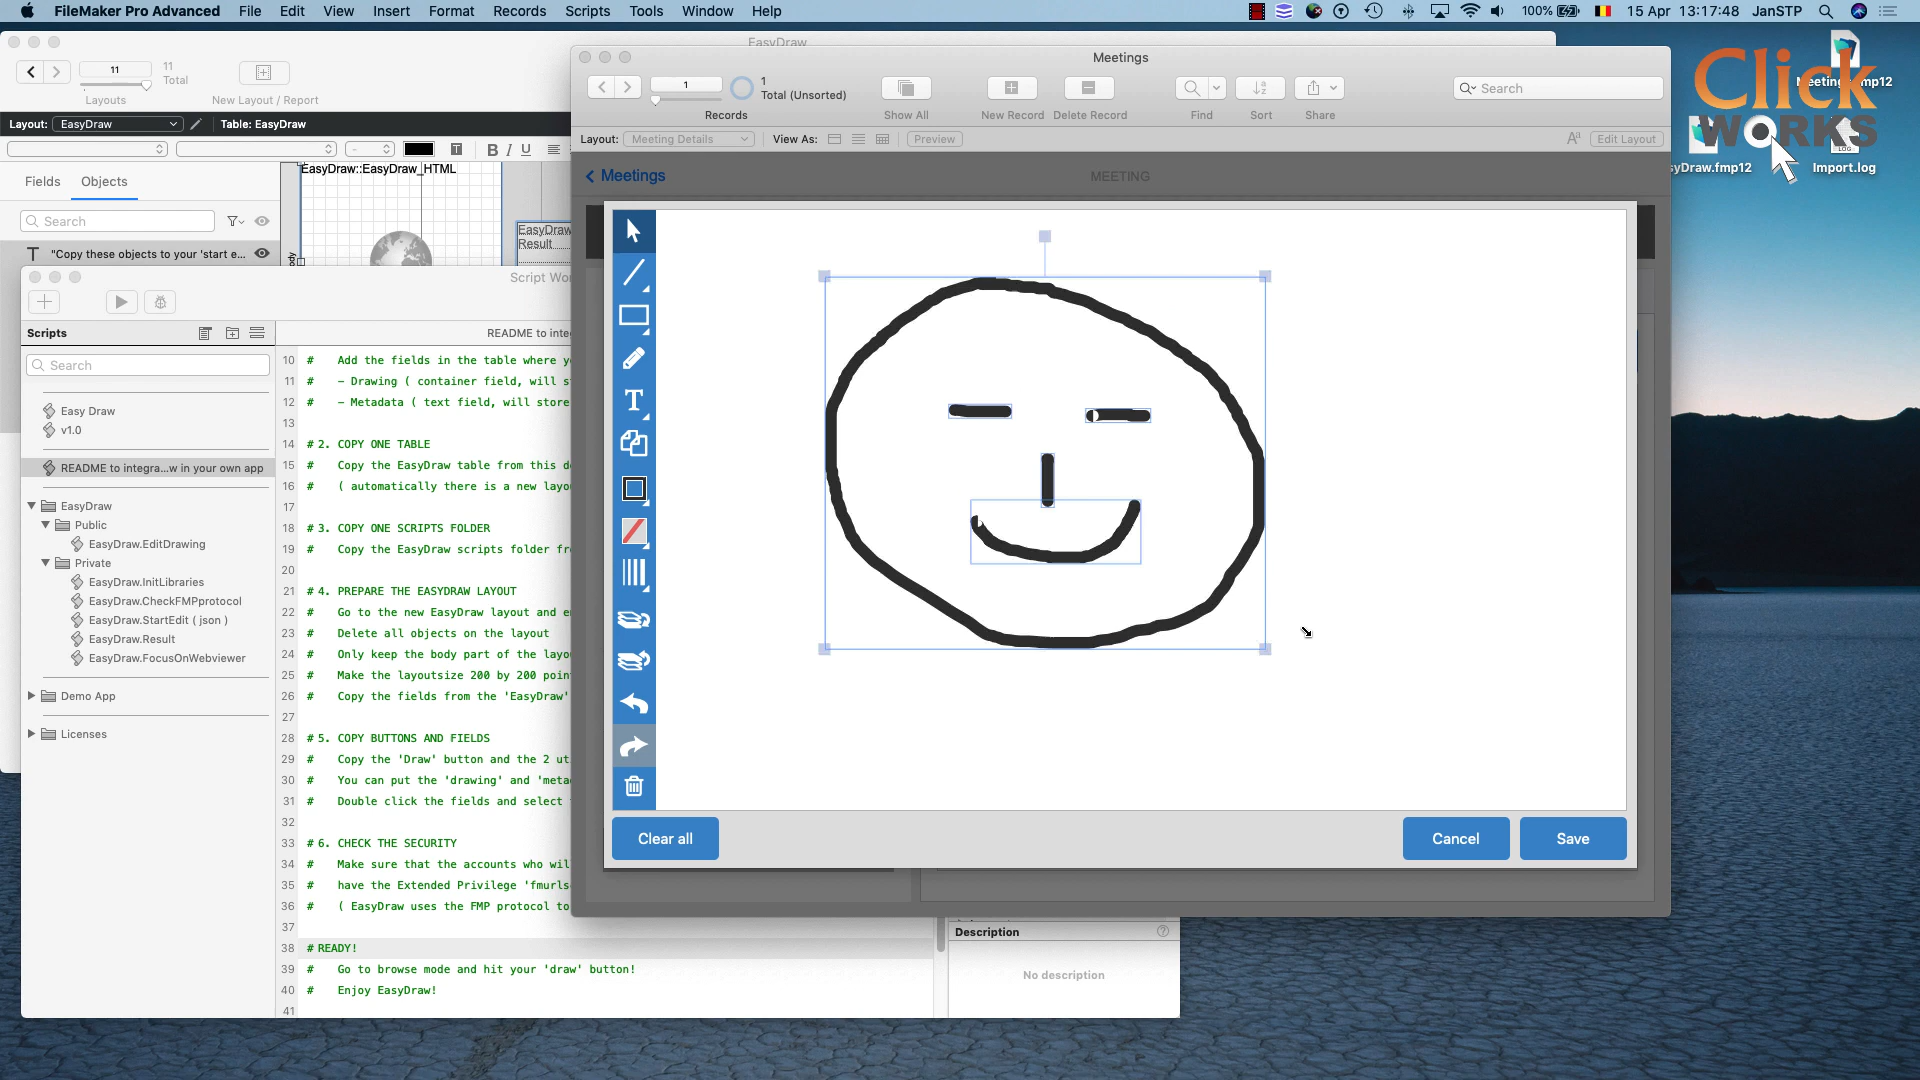 FileMaker Pro Advanced File Edit View Insert Format Records Scripts Tools Window Help
100% 15 Apr 13:17:48 JanSTP
EasyDraw
11
11
Total
Layouts
New Layout / Report
Layout: EasyDraw Table: EasyDraw
B I U
Fields Objects
Search
"Copy these objects to your 'start e...
EasyDraw::EasyDraw_HTML
EasyDraw
Result
Scripts
README to integ
Search
Easy Draw
v1.0
README to integra...w in your own app
EasyDraw
Public
EasyDraw.EditDrawing
Private
EasyDraw.InitLibraries
EasyDraw.CheckFMPprotocol
EasyDraw.StartEdit ( json )
EasyDraw.Result
EasyDraw.FocusOnWebviewer
Demo App
Licenses
10 # Add the fields in the table where
11 # – Drawing ( container field, will
12 # – Metadata ( text field, will store
13
14 # 2. COPY ONE TABLE
15 # Copy the EasyDraw table from this
16 # ( automatically there is a new
17
18 # 3. COPY ONE SCRIPTS FOLDER
19 # Copy the EasyDraw scripts folder
20
21 # 4. PREPARE THE EASYDRAW LAYOUT
22 # Go to the new EasyDraw layout and
23 # Delete all objects on the layout
24 # Only keep the body part of the
25 # Make the layoutsize 200 by 200
26 # Copy the fields from the 'EasyDraw'
27
28 # 5. COPY BUTTONS AND FIELDS
29 # Copy the 'Draw' button and the 2
30 # You can put the 'drawing' and
31 # Double click the fields and select
32
33 # 6. CHECK THE SECURITY
34 # Make sure that the accounts who
35 # have the Extended Privilege
36 # ( EasyDraw uses the FMP protocol to
37
38 # READY!
39 # Go to browse mode and hit your 'draw' button!
40 # Enjoy EasyDraw!
41
Meetings
1
1
Total (Unsorted)
Search
Records Show All New Record Delete Record Find Sort Share
Layout: Meeting Details View As: Preview Edit Layout
Meetings MEETING
T
Clear all Cancel Save
Description
No description
Click
WORKS
Import.log